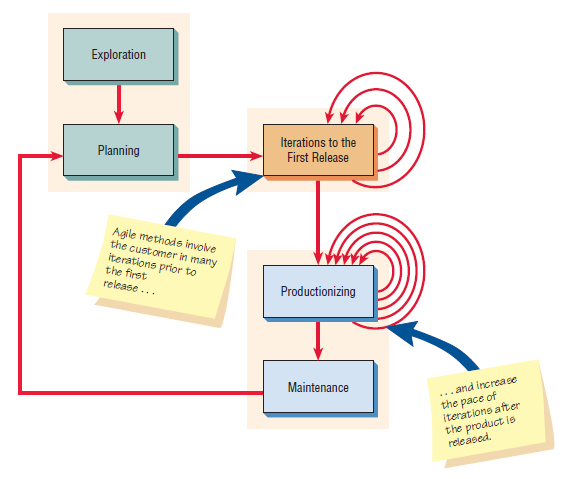 Exploration
Planning
Iterations to the
First Release
Agile methods involve
the customer in many
iterations prior to
the first
release . . .
Productionizing
Maintenance
. . . and increase
the pace of
iterations after
the product is
released.